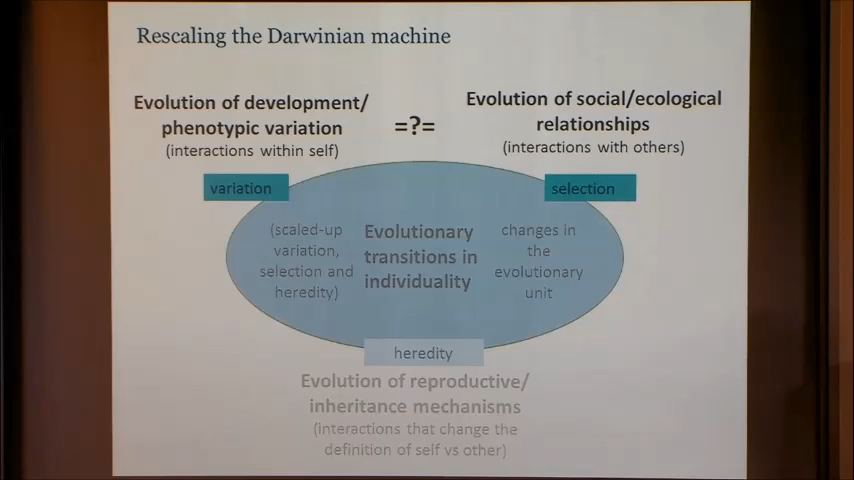 Rescaling the Darwinian machine
Evolution of development/
phenotypic variation
(interactions within self)
=?=
Evolution of social/ecological
relationships
(interactions with others)
variation
selection
(scaled-up
variation,
selection and
heredity)
Evolutionary
transitions in
individuality
changes in
the
evolutionary
unit
heredity
Evolution of reproductive/
inheritance mechanisms
(interactions that change the
definition of self vs other)